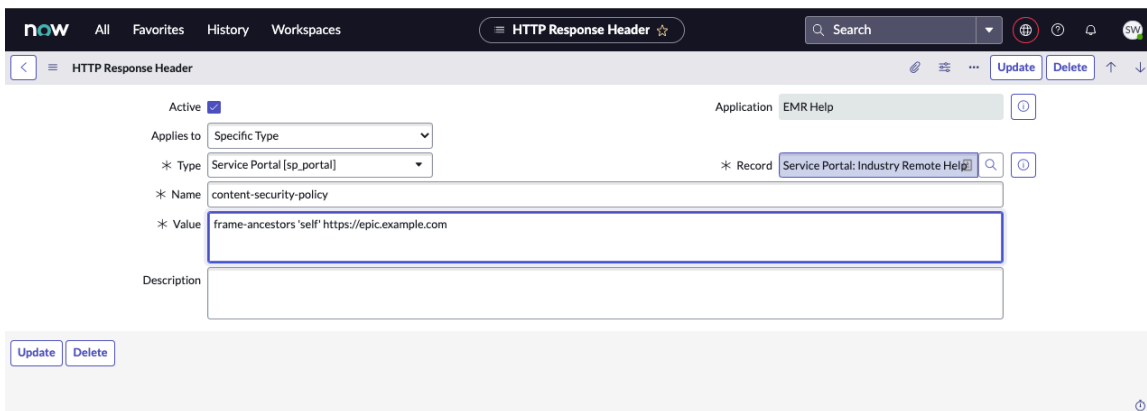 now All Favorites History Workspaces HTTP Response Header Search SW
HTTP Response Header Update Delete
Active Application EMR Help
Applies to Specific Type
Type Service Portal [sp_portal] Record Service Portal: Industry Remote Help
Name content-security-policy
Value frame-ancestors 'self' https://epic.example.com
Description
Update Delete